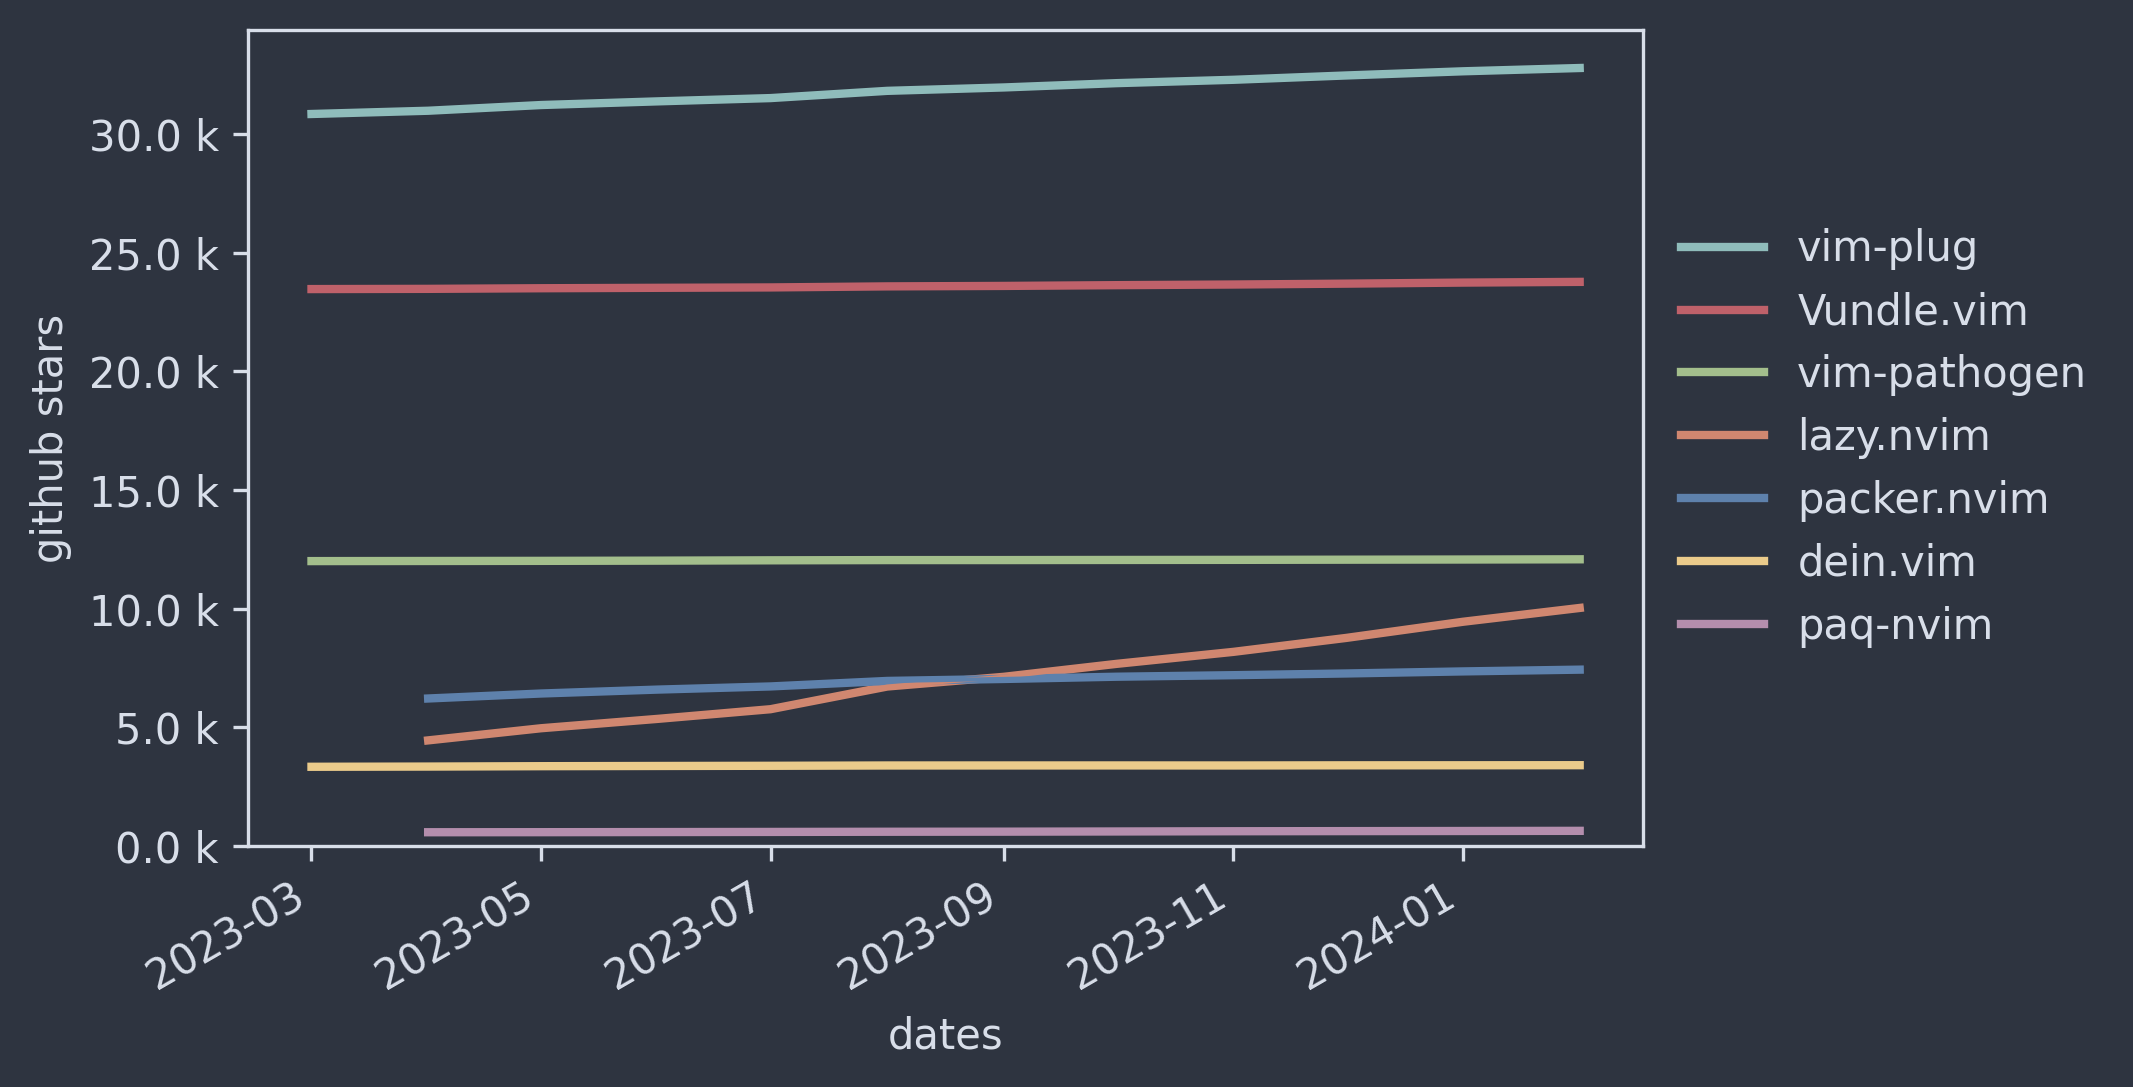 30.0 k
25.0 k
20.0 k
15.0 k
10.0 k
5.0 k
0.0 k
github stars
2023-03
2023-05
2023-07
2023-09
2023-11
2024-01
dates
vim-plug
Vundle.vim
vim-pathogen
lazy.nvim
packer.nvim
dein.vim
paq-nvim